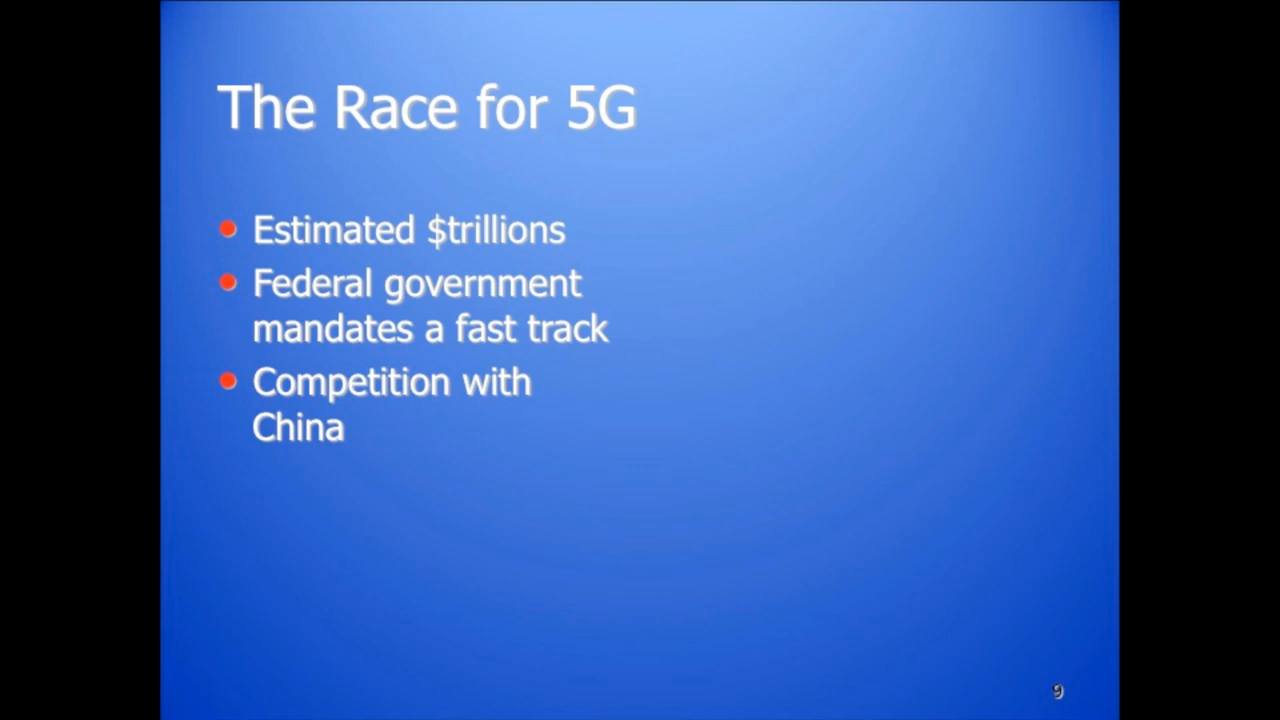 The Race for 5G
Estimated $trillions
Federal government
mandates a fast track
Competition with
China
9